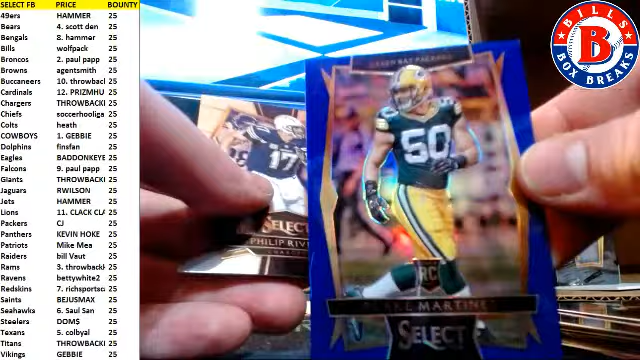 SELECT FB PRICE BOUNTY
49ers HAMMER 25
Bears 4. scott den 25
Bengals 8. hammer 25
Bills wolfpack 25
Broncos 2. paul papp 25
Browns agentsmith 25
Buccaneers 10. throwbac 25
Cardinals 12. PRIZMHU 25
Chargers THROWBACKI 25
Chiefs soccerhooliga 25
Colts heath 25
COWBOYS 1. GEBBIE 25
Dolphins finsfan 25
Eagles BADDONKEYE 25
Falcons 9. paul papp 25
Giants THROWBACKI 25
Jaguars RWILSON 25
Jets HAMMER 25
Lions 11. CLACK CLA 25
Packers CJ 25
Panthers KEVIN HOKE 25
Patriots Mike Mea 25
Raiders bill Vaut 25
Rams 3. throwback 25
Ravens bettywhite2 25
Redskins 7. richsportsc 25
Saints BEJUSMAX 25
Seahawks 6. Saul San 25
Steelers DOM$ 25
Texans 5. colbyal 25
Titans THROWBACKI 25
Vikings GEBBIE 25
17
SELECT
PHILIP RIV
GREEN BAY PACKERS
50
RC
KE MARTINE
SELECT
BILLS
B
BOX BREAKS